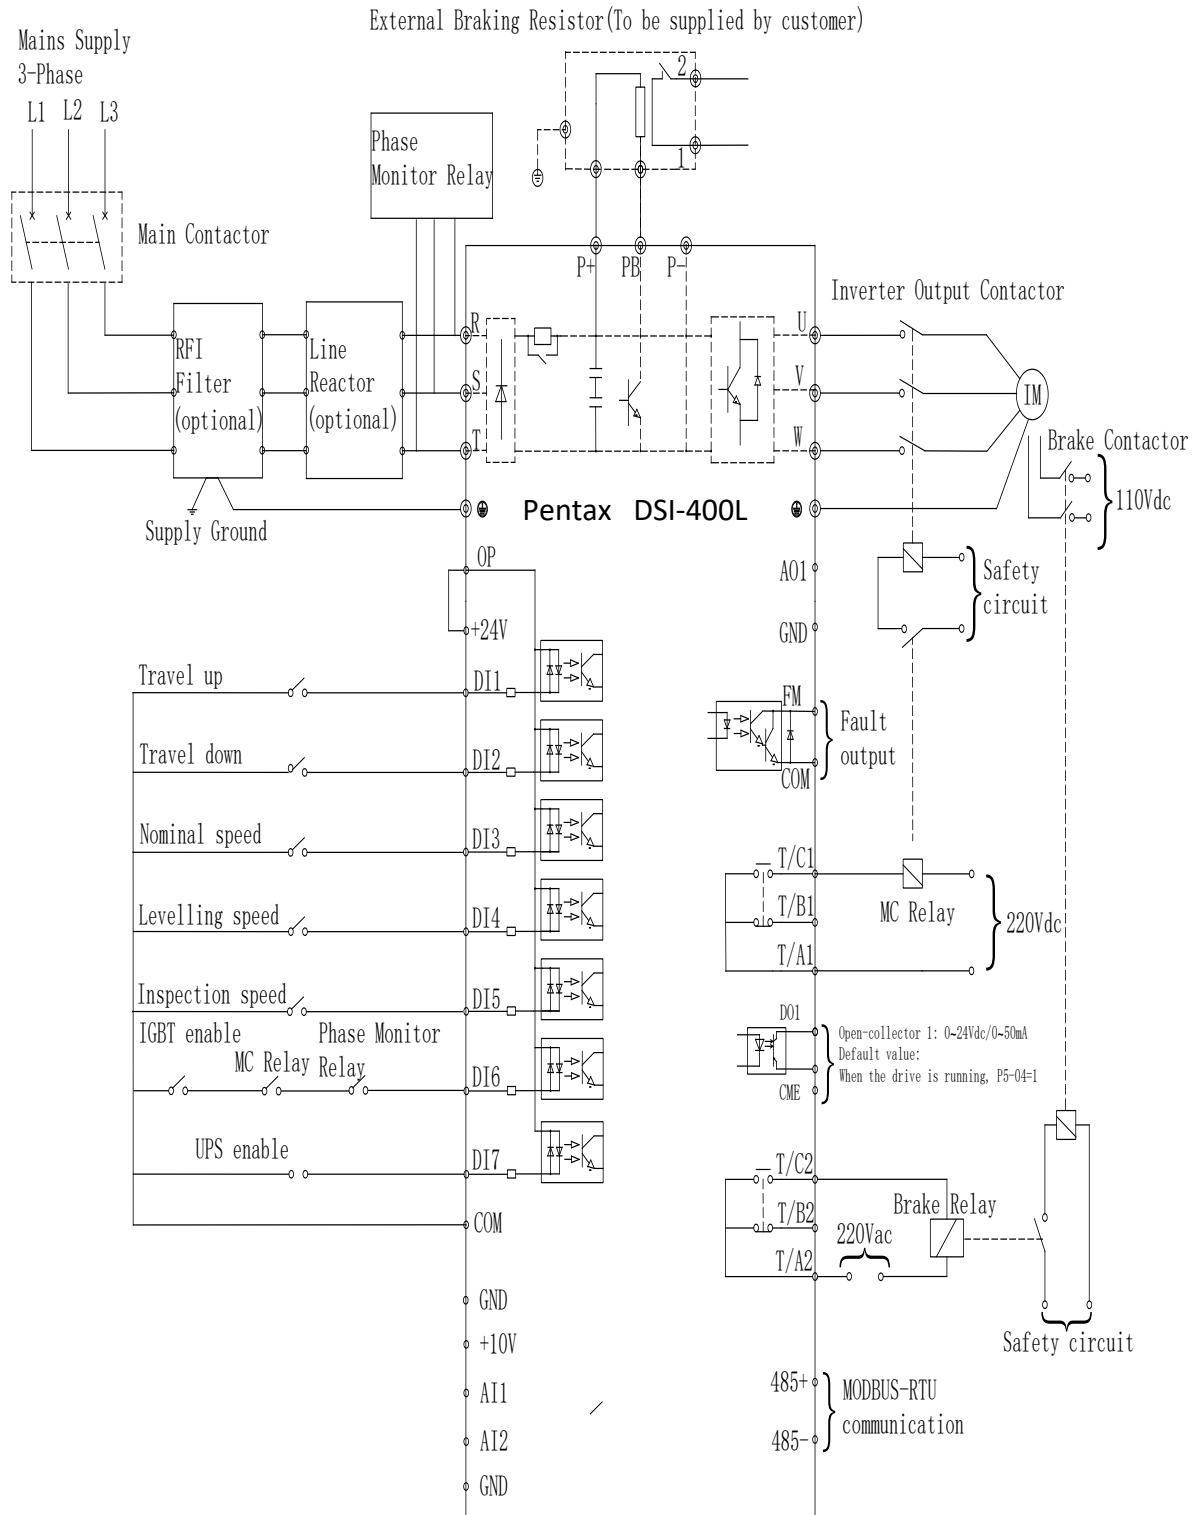 External Braking Resistor(To be supplied by customer)
Mains Supply
3-Phase
L1 L2 L3
2
1
Phase
Monitor Relay
Main Contactor
P+ PB P-
Inverter Output Contactor
R
S
T
U
V
W
RFI
Filter
(optional)
Line
Reactor
(optional)
IM
Brake Contactor
110Vdc
Supply Ground
Pentax DSI-400L
OP
+24V
AO1
GND
Safety
circuit
Travel up
DI1
FM
COM
Fault
output
Travel down
DI2
Nominal speed
DI3
T/C1
T/B1
T/A1
MC Relay
220Vdc
Levelling speed
DI4
Inspection speed
DI5
DO1
CME
Open-collector 1: 0~24Vdc/0~50mA
Default value:
When the drive is running, P5-04=1
IGBT enable
MC Relay
Phase Monitor
Relay
DI6
UPS enable
DI7
T/C2
T/B2
T/A2
Brake Relay
220Vac
COM
Safety circuit
GND
+10V
AI1
AI2
GND
485+
485-
MODBUS-RTU
communication